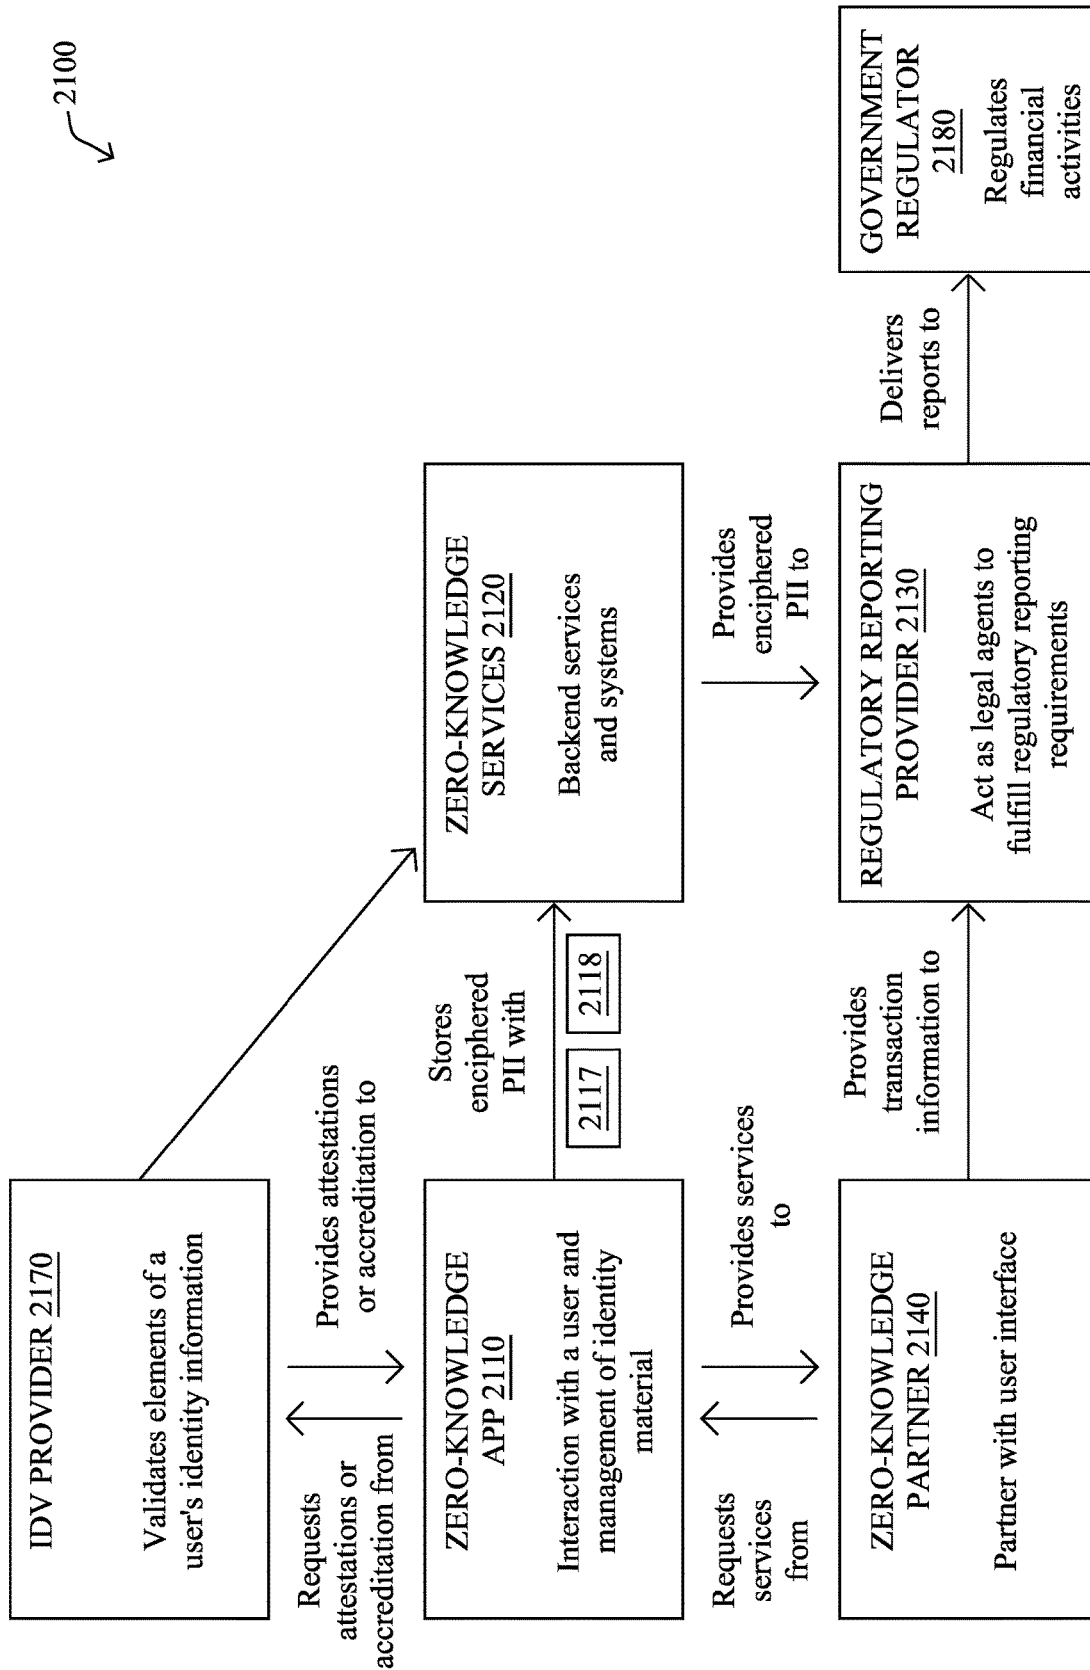 2100
IDV PROVIDER 2170
Validates elements of a
user's identity information
Requests
attestations or
accreditation from
Provides attestations
or accreditation to
ZERO-KNOWLEDGE
APP 2110
Interaction with a user and
management of identity
material
Stores
enciphered
PII with
2117
2118
ZERO-KNOWLEDGE
SERVICES 2120
Backend services
and systems
Requests
services
from
Provides services
to
Provides
enciphered
PII to
ZERO-KNOWLEDGE
PARTNER 2140
Partner with user interface
Provides
transaction
information to
REGULATORY REPORTING
PROVIDER 2130
Act as legal agents to
fulfill regulatory reporting
requirements
Delivers
reports to
GOVERNMENT
REGULATOR
2180
Regulates
financial
activities